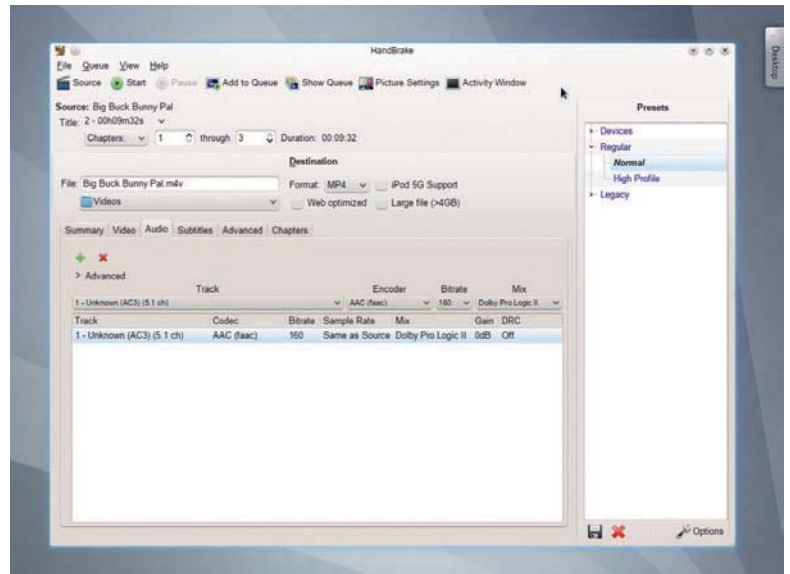 HandBrake
File Queue View Help
Source Start Pause Add to Queue Show Queue Picture Settings Activity Window
Desktop
Source: Big Buck Bunny Pal
Title: 2 - 00h09m32s
Chapters: 1 through 3 Duration: 00:09:32
Destination
File: Big Buck Bunny Pal.m4v Format: MP4 iPod 5G Support
Videos Web optimized Large file (>4GB)
Summary Video Audio Subtitles Advanced Chapters
Advanced
Track Encoder Bitrate Mix
1 - Unknown (AC3) (5.1 ch) AAC (faac) 160 Dolby Pro Logic II
Track Codec Bitrate Sample Rate Mix Gain DRC
1 - Unknown (AC3) (5.1 ch) AAC (faac) 160 Same as Source Dolby Pro Logic II 0dB Off
Presets
Devices
Regular
Normal
High Profile
Legacy
Options